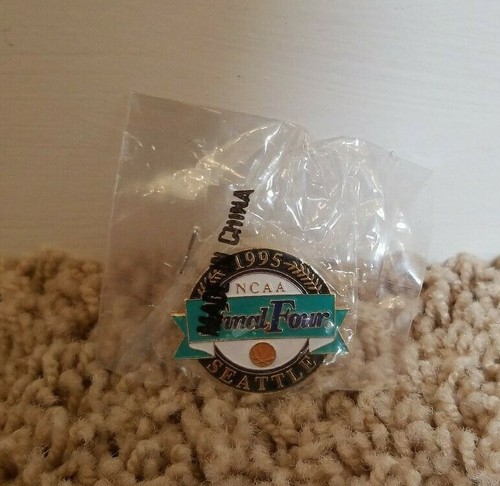 MADE IN CHINA
1995
NCAA
Final Four
SEATTLE